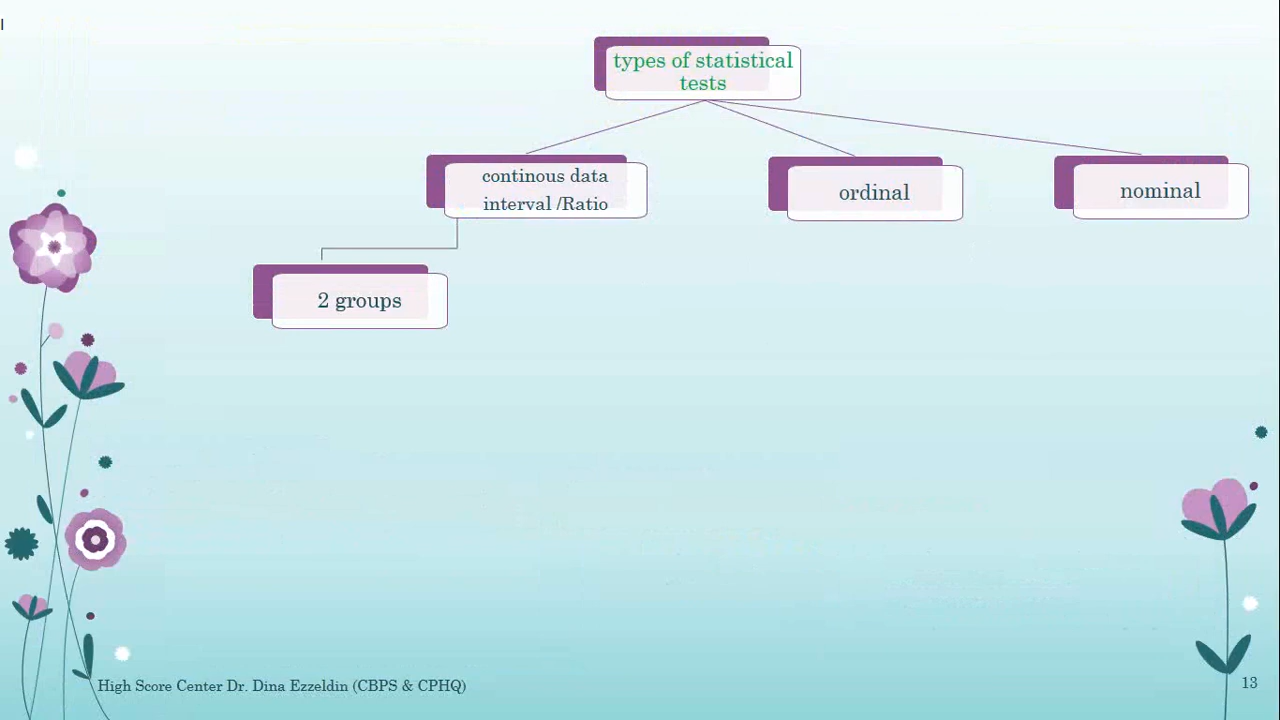 types of statistical
tests
continous data
interval /Ratio
ordinal
nominal
2 groups
High Score Center Dr. Dina Ezzeldin (CBPS & CPHQ)
13